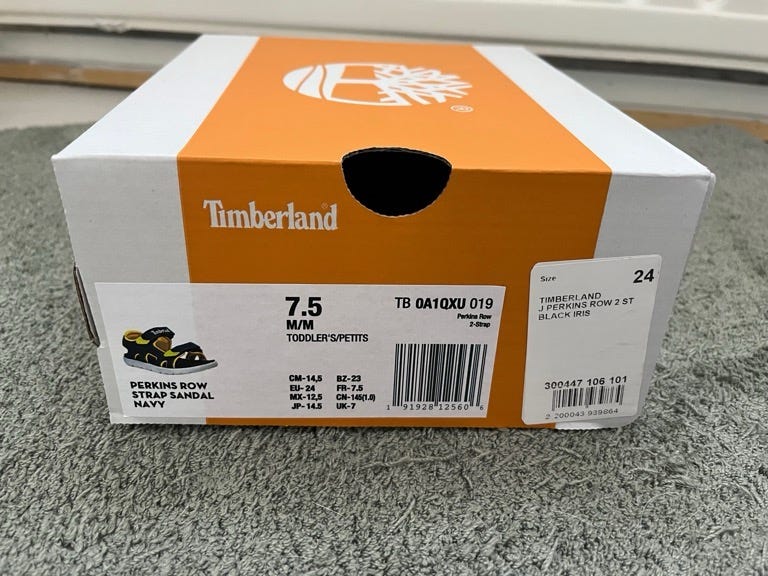 ®
Timberland®
7.5
M/M
TODDLER'S/PETITS
TB 0A1QXU 019
Perkins Row
2-Strap
PERKINS ROW
STRAP SANDAL
NAVY
CM-14,5 BZ-23
EU- 24 FR-7.5
MX-12,5 CN-145(1.0)
JP-14.5 UK-7
1 91928 12560 6
Size 24
TIMBERLAND
J PERKINS ROW 2 ST
BLACK IRIS
300447 106 101
2 200043 939864